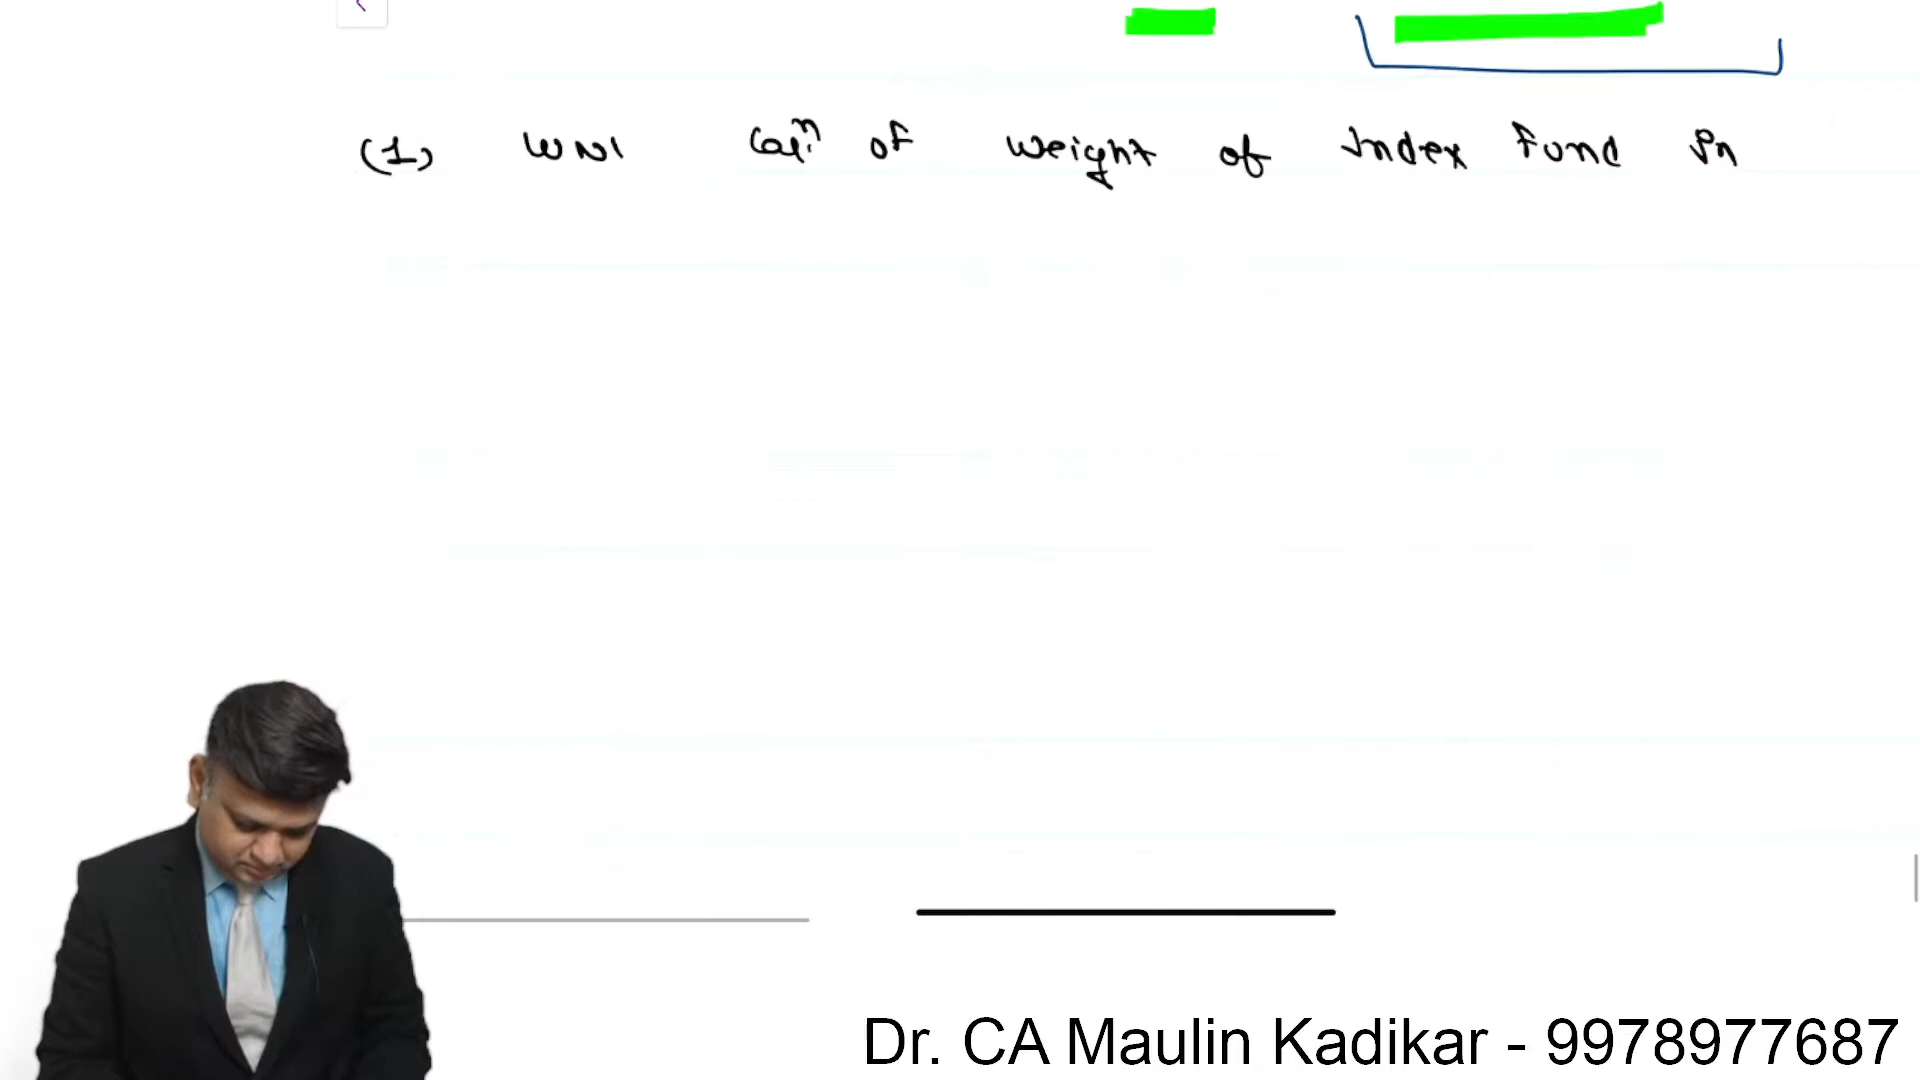 (1) WN1 Calⁿ of Weight of Index Fund in
Dr. CA Maulin Kadikar - 9978977687